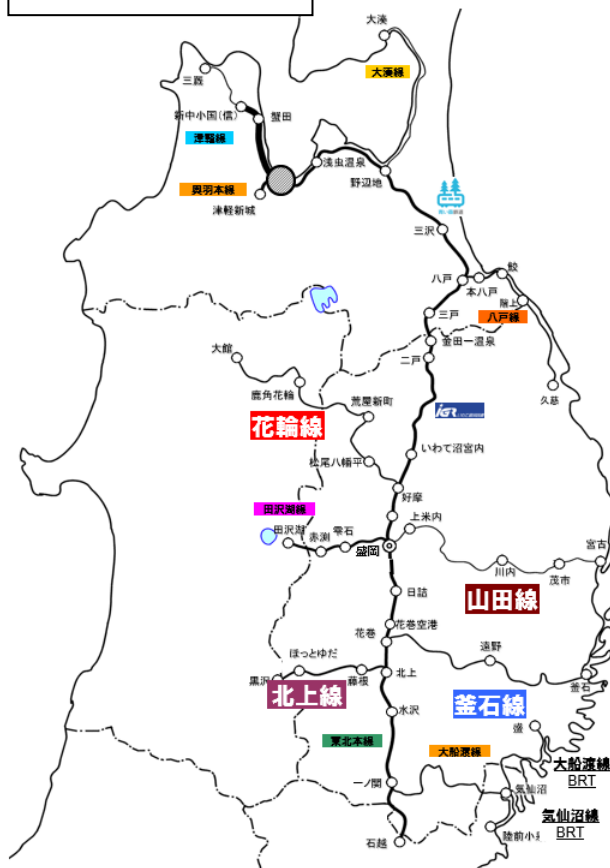 大湊
大湊線
三厩
新中小国(信)
蟹田
津軽線
浅虫温泉
野辺地
奥羽本線
津軽新城
三沢
八戸
本八戸
鮫
階上
八戸線
三戸
金田一温泉
二戸
久慈
大館
鹿角花輪
荒屋新町
花輪線
IGR
いわて沼宮内
松尾八幡平
好摩
田沢湖線
上米内
田沢湖
赤渕
雫石
盛岡
川内
茂市
宮古
山田線
日詰
花巻空港
花巻
遠野
ほっとゆだ
黒沢
藤根
北上
釜石
北上線
釜石線
水沢
盛
東北本線
大船渡線
大船渡線
BRT
一ノ関
気仙沼
気仙沼線
BRT
陸前小
石越